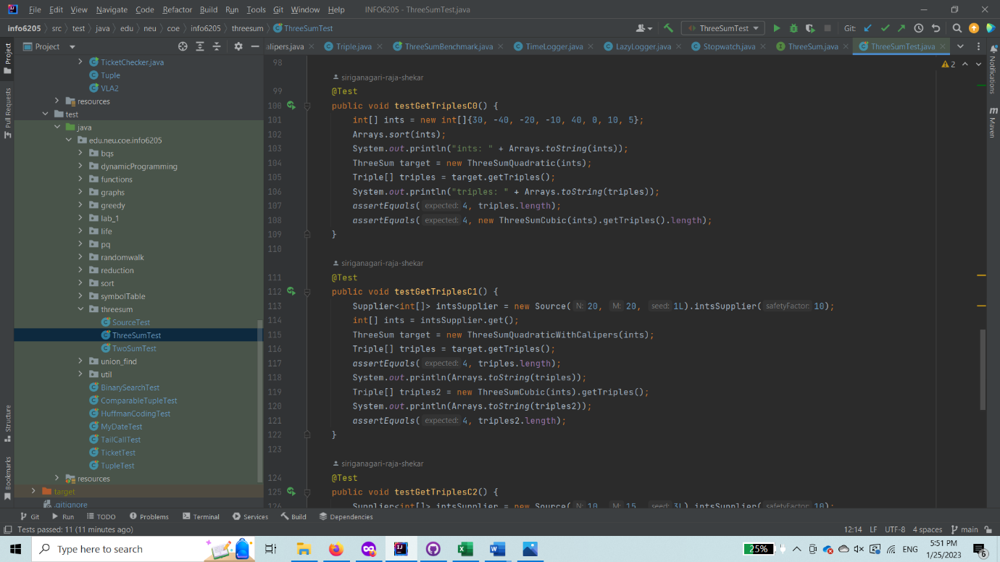 File Edit View Navigate Code Refactor Build Run Tools Git Window Help INFO6205 - ThreeSumTest.java
info6205 src test java edu neu coe info6205 threesum ThreeSumTest ThreeSumTest Git:
Project
alipers.java Triple.java ThreeSumBenchmark.java TimeLogger.java LazyLogger.java Stopwatch.java ThreeSum.java ThreeSumTest.java
Project
Pull Requests
Structure
Bookmarks
TicketChecker.java
Tuple
VLA2
resources
test
java
edu.neu.coe.info6205
bqs
dynamicProgramming
functions
graphs
greedy
lab_1
life
pq
randomwalk
reduction
sort
symbolTable
threesum
SourceTest
ThreeSumTest
TwoSumTest
union_find
util
BinarySearchTest
ComparableTupleTest
HuffmanCodingTest
MyDateTest
TailCallTest
TicketTest
TupleTest
resources
target
.gitignore
98
siriganagari-raja-shekar
99 @Test
100 public void testGetTriplesC0() {
101 int[] ints = new int[]{30, -40, -20, -10, 40, 0, 10, 5};
102 Arrays.sort(ints);
103 System.out.println("ints: " + Arrays.toString(ints));
104 ThreeSum target = new ThreeSumQuadratic(ints);
105 Triple[] triples = target.getTriples();
106 System.out.println("triples: " + Arrays.toString(triples));
107 assertEquals( expected: 4, triples.length);
108 assertEquals( expected: 4, new ThreeSumCubic(ints).getTriples().length);
109 }
110
siriganagari-raja-shekar
111 @Test
112 public void testGetTriplesC1() {
113 Supplier<int[]> intsSupplier = new Source( N: 20, M: 20, seed: 1L).intsSupplier( safetyFactor: 10);
114 int[] ints = intsSupplier.get();
115 ThreeSum target = new ThreeSumQuadraticWithCalipers(ints);
116 Triple[] triples = target.getTriples();
117 assertEquals( expected: 4, triples.length);
118 System.out.println(Arrays.toString(triples));
119 Triple[] triples2 = new ThreeSumCubic(ints).getTriples();
120 System.out.println(Arrays.toString(triples2));
121 assertEquals( expected: 4, triples2.length);
122 }
123
siriganagari-raja-shekar
124 @Test
125 public void testGetTriplesC2() {
126 Supplier<int[]> intsSupplier = new Source( N: 10, M: 15, seed: 3L).intsSupplier( safetyFactor: 10);
2
Notifications
m
Maven
Git Run TODO Problems Terminal Services Build Dependencies
Tests passed: 11 (11 minutes ago) 12:14 LF UTF-8 4 spaces main
Type here to search 25% ENG 5:51 PM
1/25/2023 6